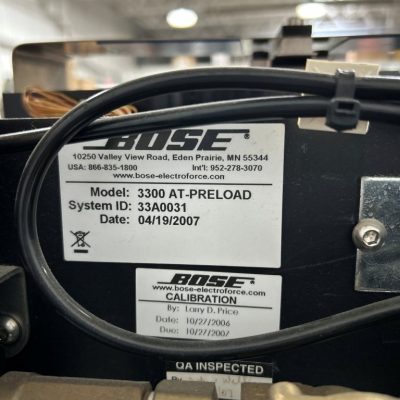 BOSE
10250 Valley View Road, Eden Prairie, MN 55344
USA: 866-835-1800 Int'l: 952-278-3070
www.bose-electroforce.com
Model: 3300 AT-PRELOAD
System ID: 33A0031
Date: 04/19/2007
BOSE
www.bose-electroforce.com
CALIBRATION
By: Larry D. Price
Date: 10/27/2006
Due: 10/27/2007
QA INSPECTED
By